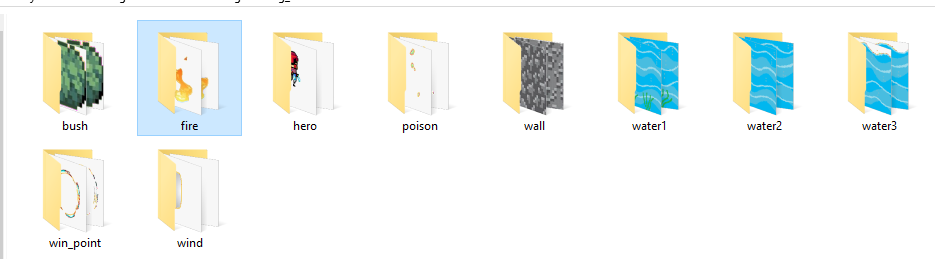 bush
fire
hero
poison
wall
water1
water2
water3
win_point
wind